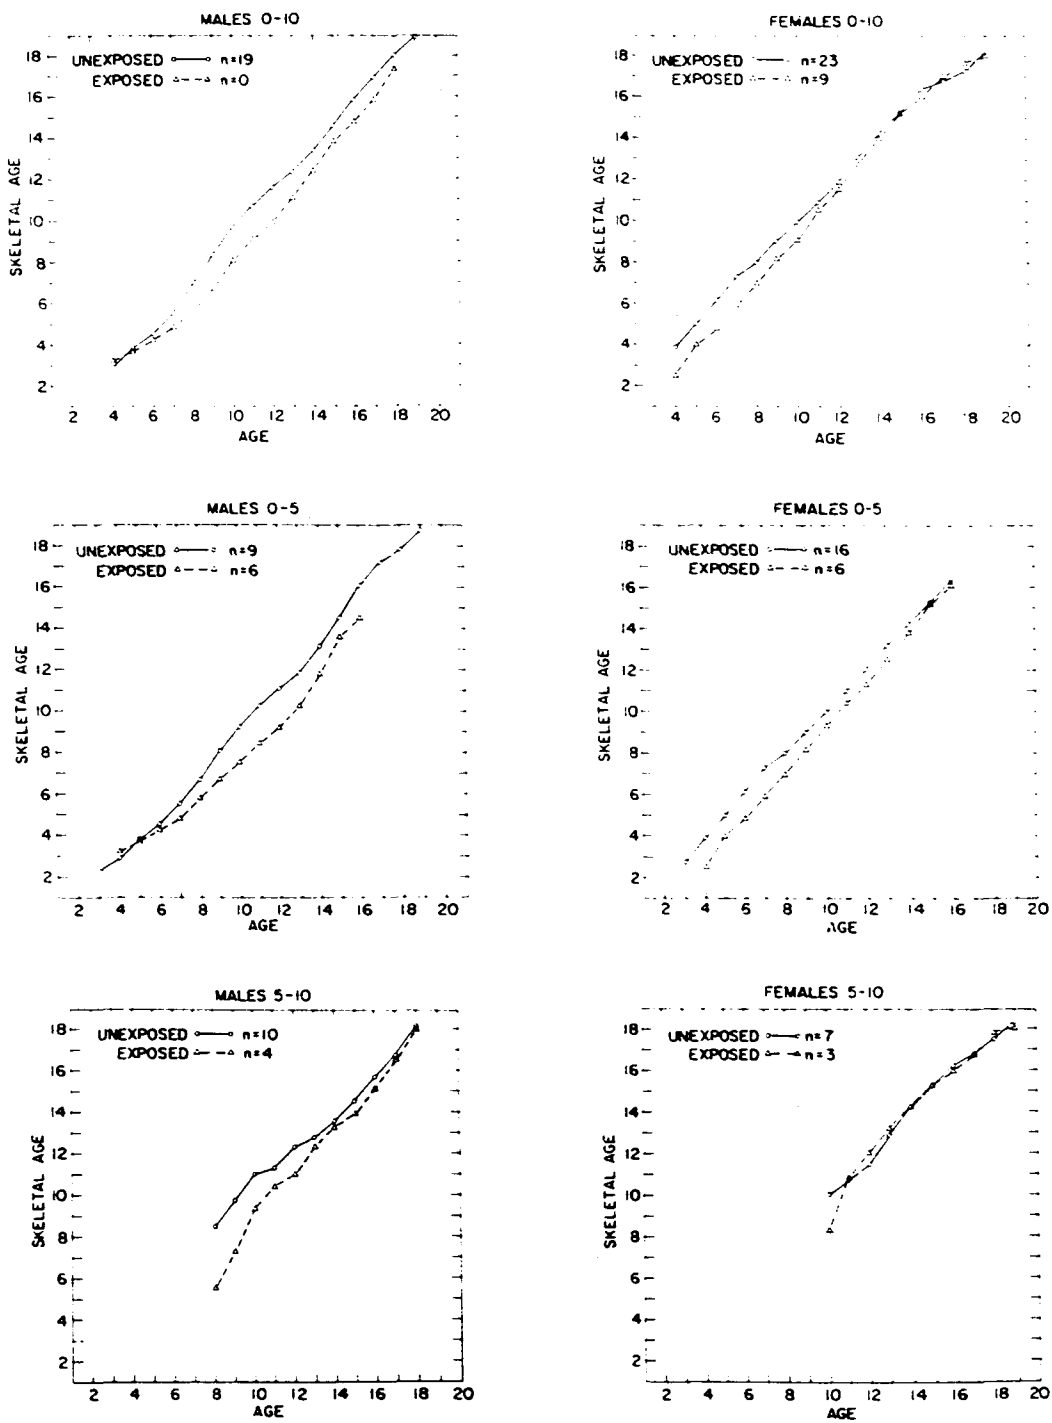 MALES 0-10
UNEXPOSED n=19
EXPOSED n=0
SKELETAL AGE
18
16
14
12
10
8
6
4
2
2 4 6 8 10 12 14 16 18 20
AGE
FEMALES 0-10
UNEXPOSED n=23
EXPOSED n=9
SKELETAL AGE
18
16
14
12
10
8
6
4
2
4 6 8 10 12 14 16 18 20
AGE
MALES 0-5
UNEXPOSED n=9
EXPOSED n=6
SKELETAL AGE
18
16
14
12
10
8
6
4
2
2 4 6 8 10 12 14 16 18 20
AGE
FEMALES 0-5
UNEXPOSED n=16
EXPOSED n=6
SKELETAL AGE
18
16
14
12
10
8
6
4
2
2 4 6 8 10 12 14 16 18 20
AGE
MALES 5-10
UNEXPOSED n=10
EXPOSED n=4
SKELETAL AGE
18
16
14
12
10
8
6
4
2
2 4 6 8 10 12 14 16 18 20
AGE
FEMALES 5-10
UNEXPOSED n=7
EXPOSED n=3
SKELETAL AGE
18
16
14
12
10
8
6
4
2
2 4 6 8 10 12 14 16 18 20
AGE